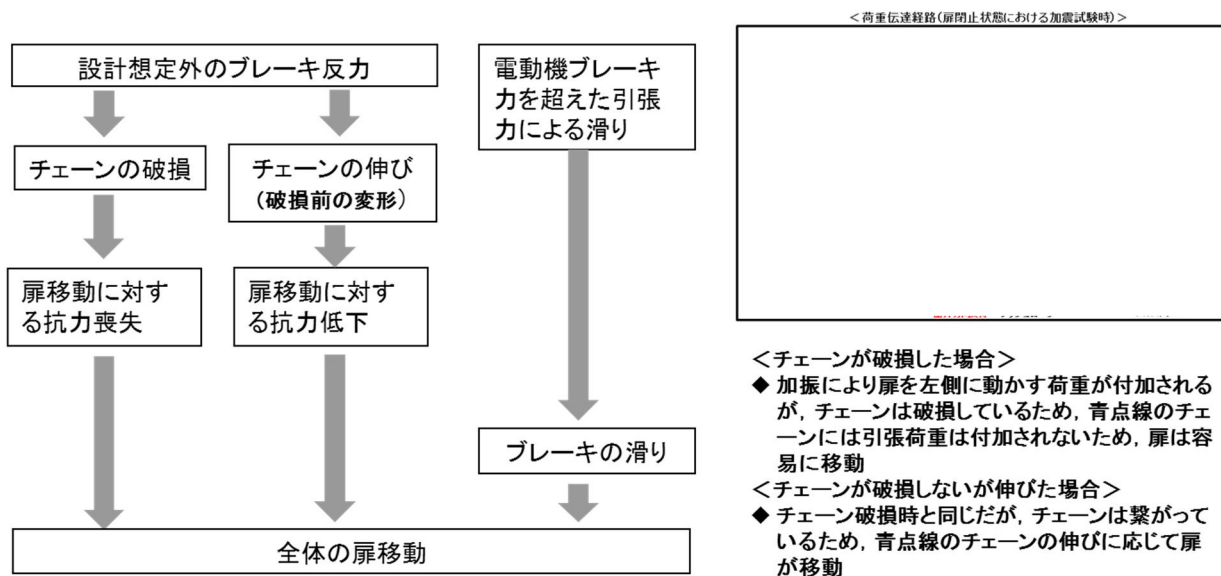 ＜荷重伝達経路(扉閉止状態における加震試験時)＞
設計想定外のブレーキ反力
電動機ブレーキ
力を超えた引張
力による滑り
チェーンの破損
チェーンの伸び
（破損前の変形）
扉移動に対す
る抗力喪失
扉移動に対す
る抗力低下
ブレーキの滑り
全体の扉移動
＜チェーンが破損した場合＞
◆ 加振により扉を左側に動かす荷重が付加される
が，チェーンは破損しているため，青点線のチェ
ーンには引張荷重は付加されないため，扉は容
易に移動
＜チェーンが破損しないが伸びた場合＞
◆ チェーン破損時と同じだが，チェーンは繋がって
いるため，青点線のチェーンの伸びに応じて扉
が移動